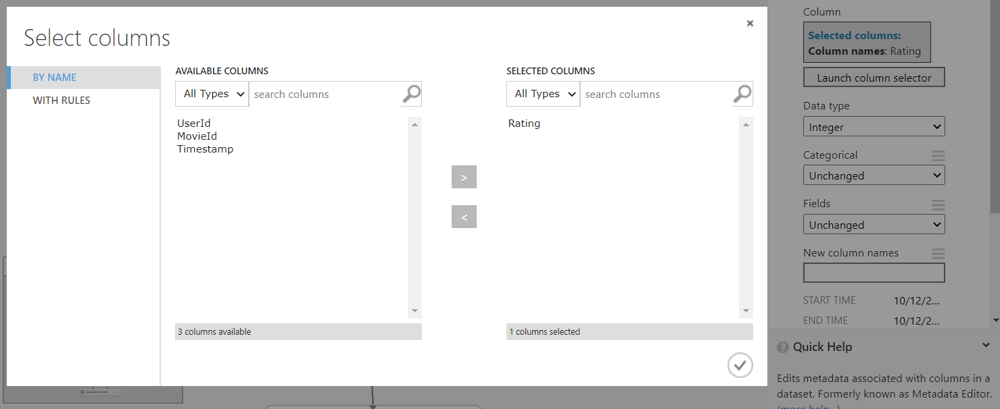 Select columns
×
BY NAME
WITH RULES
AVAILABLE COLUMNS
All Types
search columns
UserId
MovieId
Timestamp
3 columns available
>
<
SELECTED COLUMNS
All Types
search columns
Rating
1 columns selected
Column
Selected columns:
Column names: Rating
Launch column selector
Data type
Integer
Categorical
Unchanged
Fields
Unchanged
New column names
START TIME 10/12/2...
END TIME 10/12/2...
? Quick Help
Edits metadata associated with columns in a
dataset. Formerly known as Metadata Editor.
(more help...)